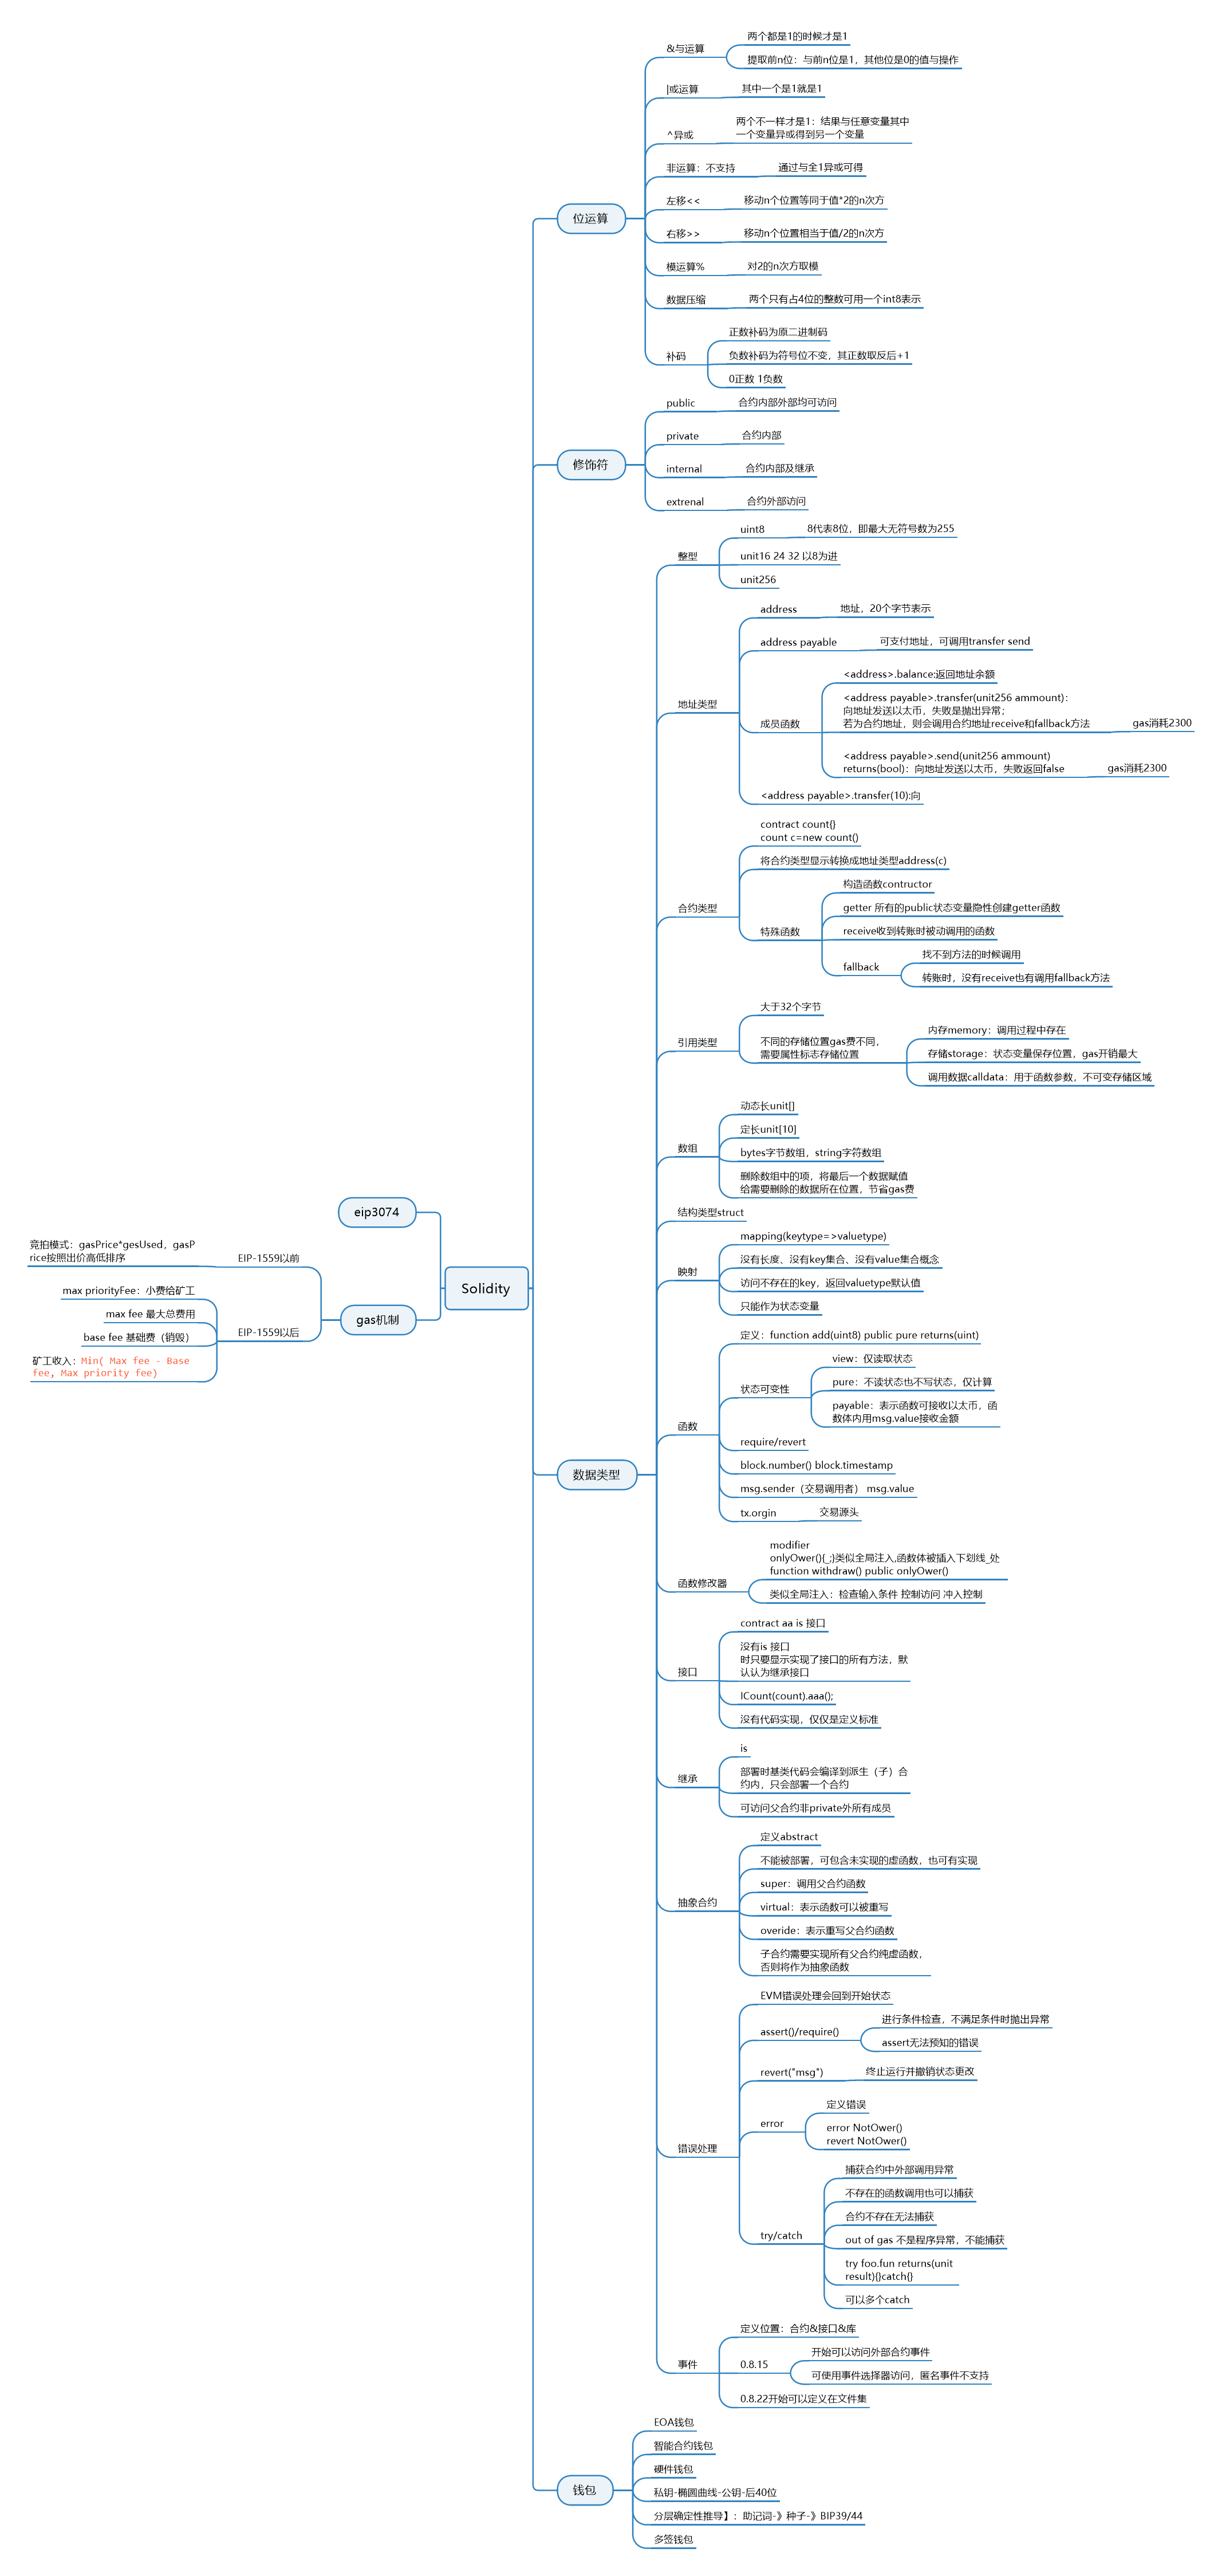 Solidity
位运算
&与运算
两个都是1的时候才是1
提取前n位：与前n位是1，其他位是0的值与操作
|或运算
其中一个是1就是1
^异或
两个不一样才是1：结果与任意变量其中
一个变量异或得到另一个变量
非运算：不支持
通过与全1异或可得
左移<<
移动n个位置等同于值*2的n次方
右移>>
移动n个位置相当于值/2的n次方
模运算%
对2的n次方取模
数据压缩
两个只有占4位的整数可用一个int8表示
补码
正数补码为原二进制码
负数补码为符号位不变，其正数取反后+1
0正数 1负数
修饰符
public
合约内部外部均可访问
private
合约内部
internal
合约内部及继承
extrenal
合约外部访问
数据类型
整型
uint8
8代表8位，即最大无符号数为255
unit16 24 32 以8为进
unit256
地址类型
address
地址，20个字节表示
address payable
可支付地址，可调用transfer send
成员函数
<address>.balance:返回地址余额
<address payable>.transfer(unit256 ammount)：
向地址发送以太币，失败是抛出异常；
若为合约地址，则会调用合约地址receive和fallback方法
gas消耗2300
<address payable>.send(unit256 ammount)
returns(bool)：向地址发送以太币，失败返回false
gas消耗2300
<address payable>.transfer(10):向
合约类型
contract count{}
count c=new count()
将合约类型显示转换成地址类型address(c)
特殊函数
构造函数contructor
getter 所有的public状态变量隐性创建getter函数
receive收到转账时被动调用的函数
fallback
找不到方法的时候调用
转账时，没有receive也有调用fallback方法
引用类型
大于32个字节
不同的存储位置gas费不同，
需要属性标志存储位置
内存memory：调用过程中存在
存储storage：状态变量保存位置，gas开销最大
调用数据calldata：用于函数参数，不可变存储区域
数组
动态长unit[]
定长unit[10]
bytes字节数组，string字符数组
删除数组中的项，将最后一个数据赋值
给需要删除的数据所在位置，节省gas费
结构类型struct
映射
mapping(keytype=>valuetype)
没有长度、没有key集合、没有value集合概念
访问不存在的key，返回valuetype默认值
只能作为状态变量
函数
定义：function add(uint8) public pure returns(uint)
状态可变性
view：仅读取状态
pure：不读状态也不写状态，仅计算
payable：表示函数可接收以太币，函
数体内用msg.value接收金额
require/revert
block.number() block.timestamp
msg.sender（交易调用者） msg.value
tx.orgin
交易源头
函数修改器
modifier
onlyOwer(){_;}类似全局注入,函数体被插入下划线_处
function withdraw() public onlyOwer()
类似全局注入：检查输入条件 控制访问 冲入控制
接口
contract aa is 接口
没有is 接口
时只要显示实现了接口的所有方法，默
认认为继承接口
ICount(count).aaa();
没有代码实现，仅仅是定义标准
继承
is
部署时基类代码会编译到派生（子）合
约内，只会部署一个合约
可访问父合约非private外所有成员
抽象合约
定义abstract
不能被部署，可包含未实现的虚函数，也可有实现
super：调用父合约函数
virtual：表示函数可以被重写
overide：表示重写父合约函数
子合约需要实现所有父合约纯虚函数，
否则将作为抽象函数
错误处理
EVM错误处理会回到开始状态
assert()/require()
进行条件检查，不满足条件时抛出异常
assert无法预知的错误
revert("msg")
终止运行并撤销状态更改
error
定义错误
error NotOwer()
revert NotOwer()
try/catch
捕获合约中外部调用异常
不存在的函数调用也可以捕获
合约不存在无法捕获
out of gas 不是程序异常，不能捕获
try foo.fun returns(unit
result){}catch{}
可以多个catch
事件
定义位置：合约&接口&库
0.8.15
开始可以访问外部合约事件
可使用事件选择器访问，匿名事件不支持
0.8.22开始可以定义在文件集
钱包
EOA钱包
智能合约钱包
硬件钱包
私钥-椭圆曲线-公钥-后40位
分层确定性推导】：助记词-》种子-》BIP39/44
多签钱包
eip3074
gas机制
EIP-1559以前
竞拍模式：gasPrice*gesUsed，gasP
rice按照出价高低排序
EIP-1559以后
max priorityFee：小费给矿工
max fee 最大总费用
base fee 基础费（销毁）
矿工收入：Min( Max fee - Base
fee, Max priority fee)